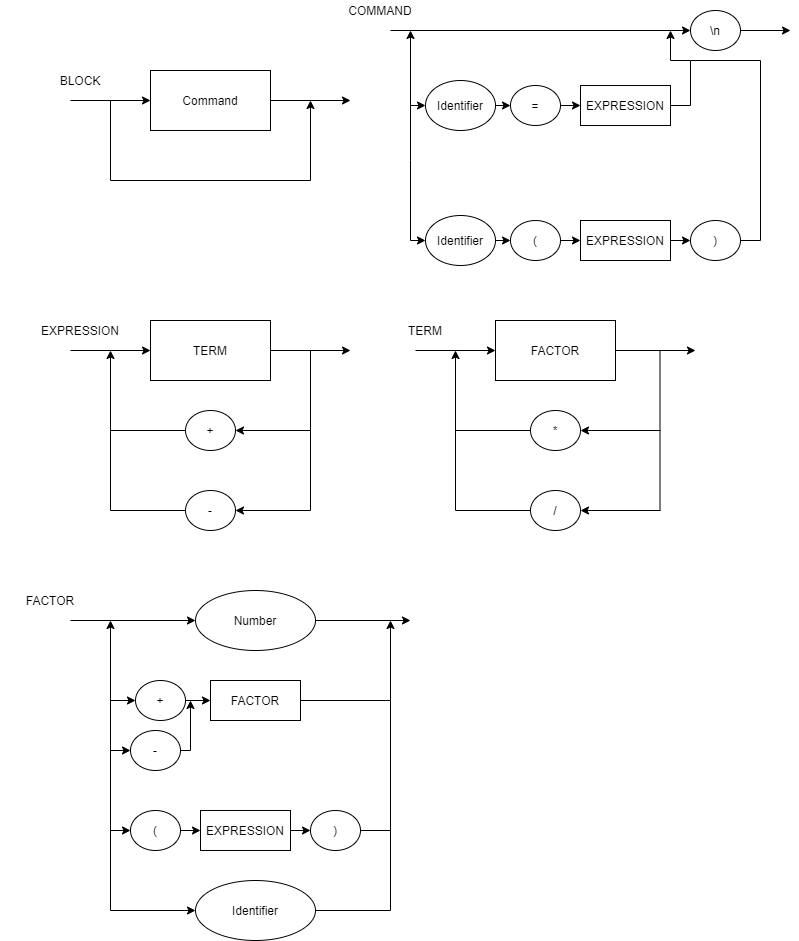 COMMAND
\n
BLOCK
Command
Identifier = EXPRESSION
Identifier ( EXPRESSION )
EXPRESSION
TERM
+
-
TERM
FACTOR
*
/
FACTOR
Number
+ FACTOR
-
( EXPRESSION )
Identifier